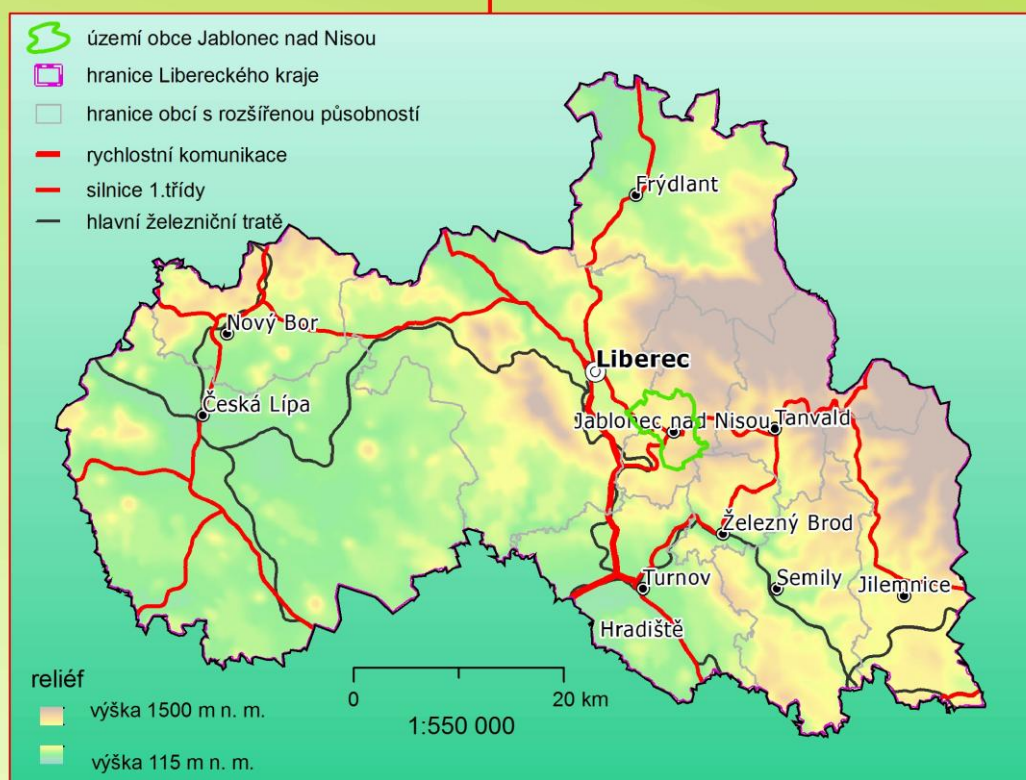 území obce Jablonec nad Nisou
hranice Libereckého kraje
hranice obcí s rozšířenou působností
rychlostní komunikace
silnice 1.třídy
hlavní železniční tratě
Frýdlant
Nový Bor
Liberec
Česká Lípa
Jablonec nad Nisou
Tanvald
Železný Brod
Turnov
Semily
Jilemnice
Hradiště
reliéf
výška 1500 m n. m.
výška 115 m n. m.
0 20 km
1:550 000